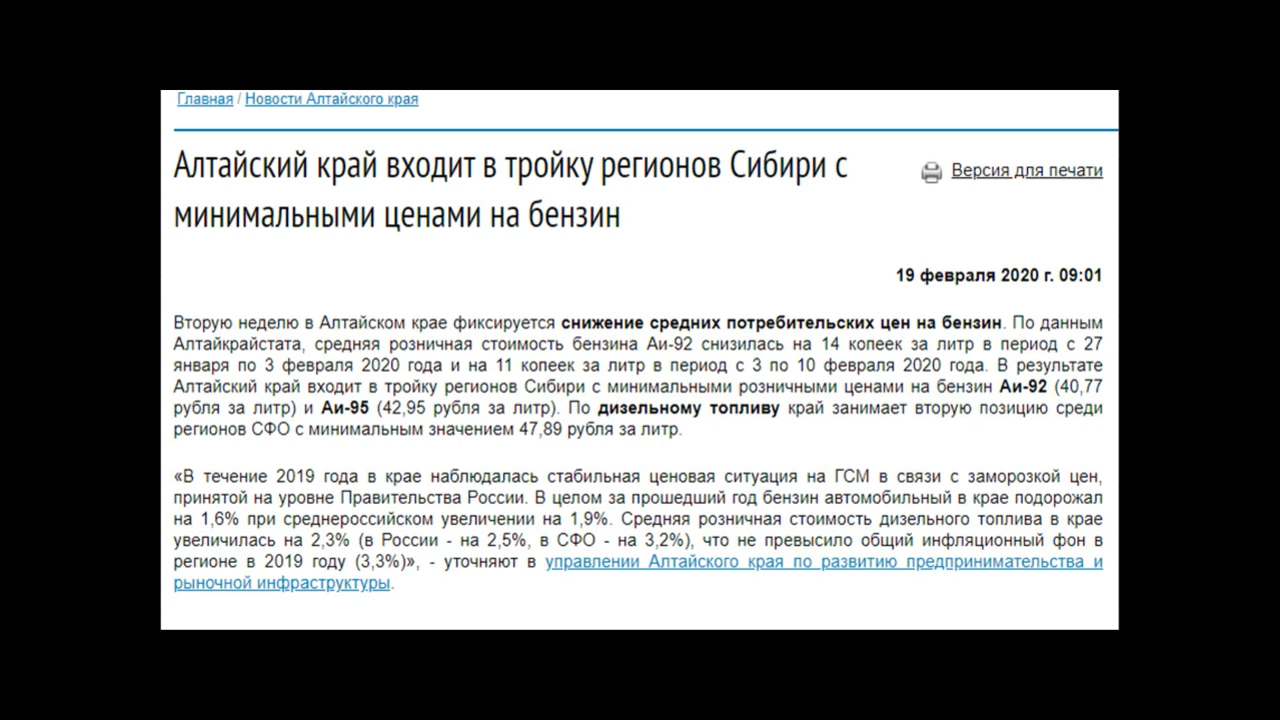 Главная / Новости Алтайского края
Алтайский край входит в тройку регионов Сибири с
минимальными ценами на бензин
Версия для печати
19 февраля 2020 г. 09:01
Вторую неделю в Алтайском крае фиксируется снижение средних потребительских цен на бензин. По данным
Алтайкрайстата, средняя розничная стоимость бензина Аи-92 снизилась на 14 копеек за литр в период с 27
января по 3 февраля 2020 года и на 11 копеек за литр в период с 3 по 10 февраля 2020 года. В результате
Алтайский край входит в тройку регионов Сибири с минимальными розничными ценами на бензин Аи-92 (40,77
рубля за литр) и Аи-95 (42,95 рубля за литр). По дизельному топливу край занимает вторую позицию среди
регионов СФО с минимальным значением 47,89 рубля за литр.
«В течение 2019 года в крае наблюдалась стабильная ценовая ситуация на ГСМ в связи с заморозкой цен,
принятой на уровне Правительства России. В целом за прошедший год бензин автомобильный в крае подорожал
на 1,6% при среднероссийском увеличении на 1,9%. Средняя розничная стоимость дизельного топлива в крае
увеличилась на 2,3% (в России - на 2,5%, в СФО - на 3,2%), что не превысило общий инфляционный фон в
регионе в 2019 году (3,3%)», - уточняют в управлении Алтайского края по развитию предпринимательства и
рыночной инфраструктуры.